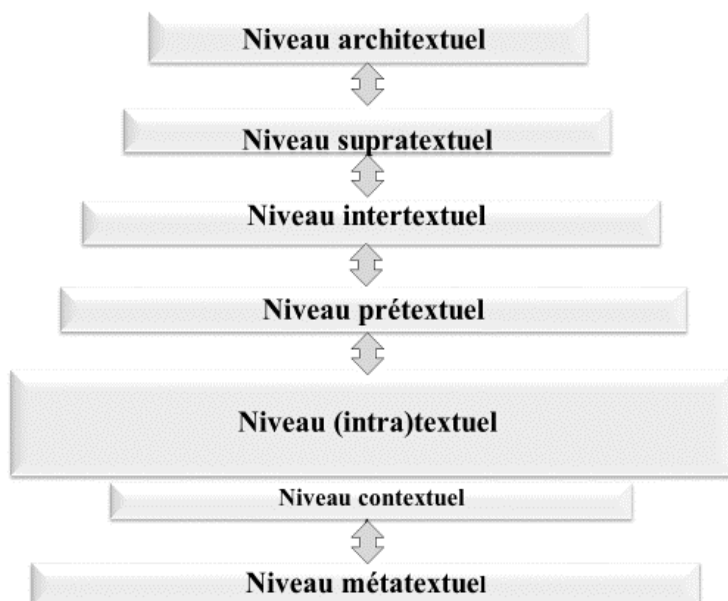 Niveau architextuel
Niveau supratextuel
Niveau intertextuel
Niveau prétextuel
Niveau (intra)textuel
Niveau contextuel
Niveau métatextuel